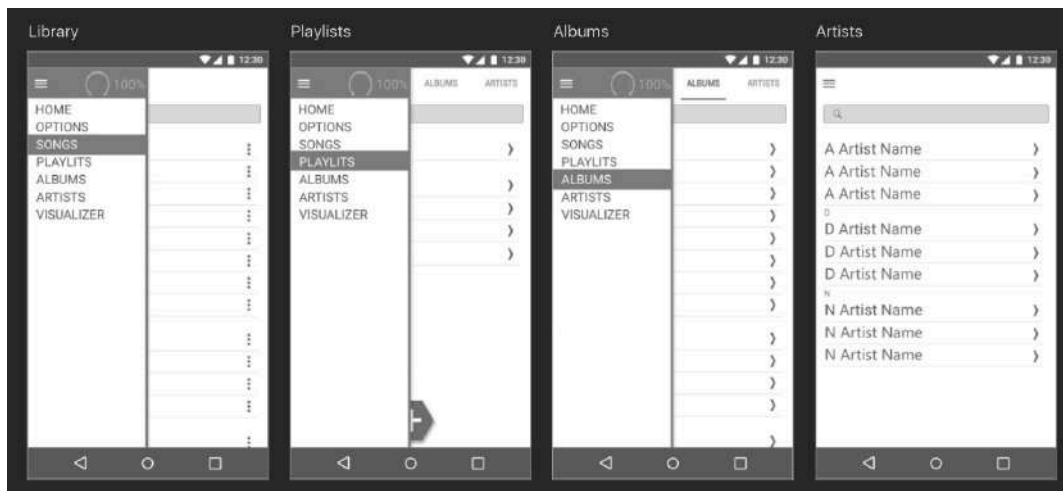 Library
12:30
100%
HOME
OPTIONS
SONGS
PLAYLITS
ALBUMS
ARTISTS
VISUALIZER
Playlists
12:30
100% ALBUMS ARTISTS
HOME
OPTIONS
SONGS
PLAYLITS
ALBUMS
ARTISTS
VISUALIZER
Albums
12:30
100% ALBUMS ARTISTS
HOME
OPTIONS
SONGS
PLAYLITS
ALBUMS
ARTISTS
VISUALIZER
Artists
12:30
A Artist Name
A Artist Name
A Artist Name
D
D Artist Name
D Artist Name
D Artist Name
N
N Artist Name
N Artist Name
N Artist Name